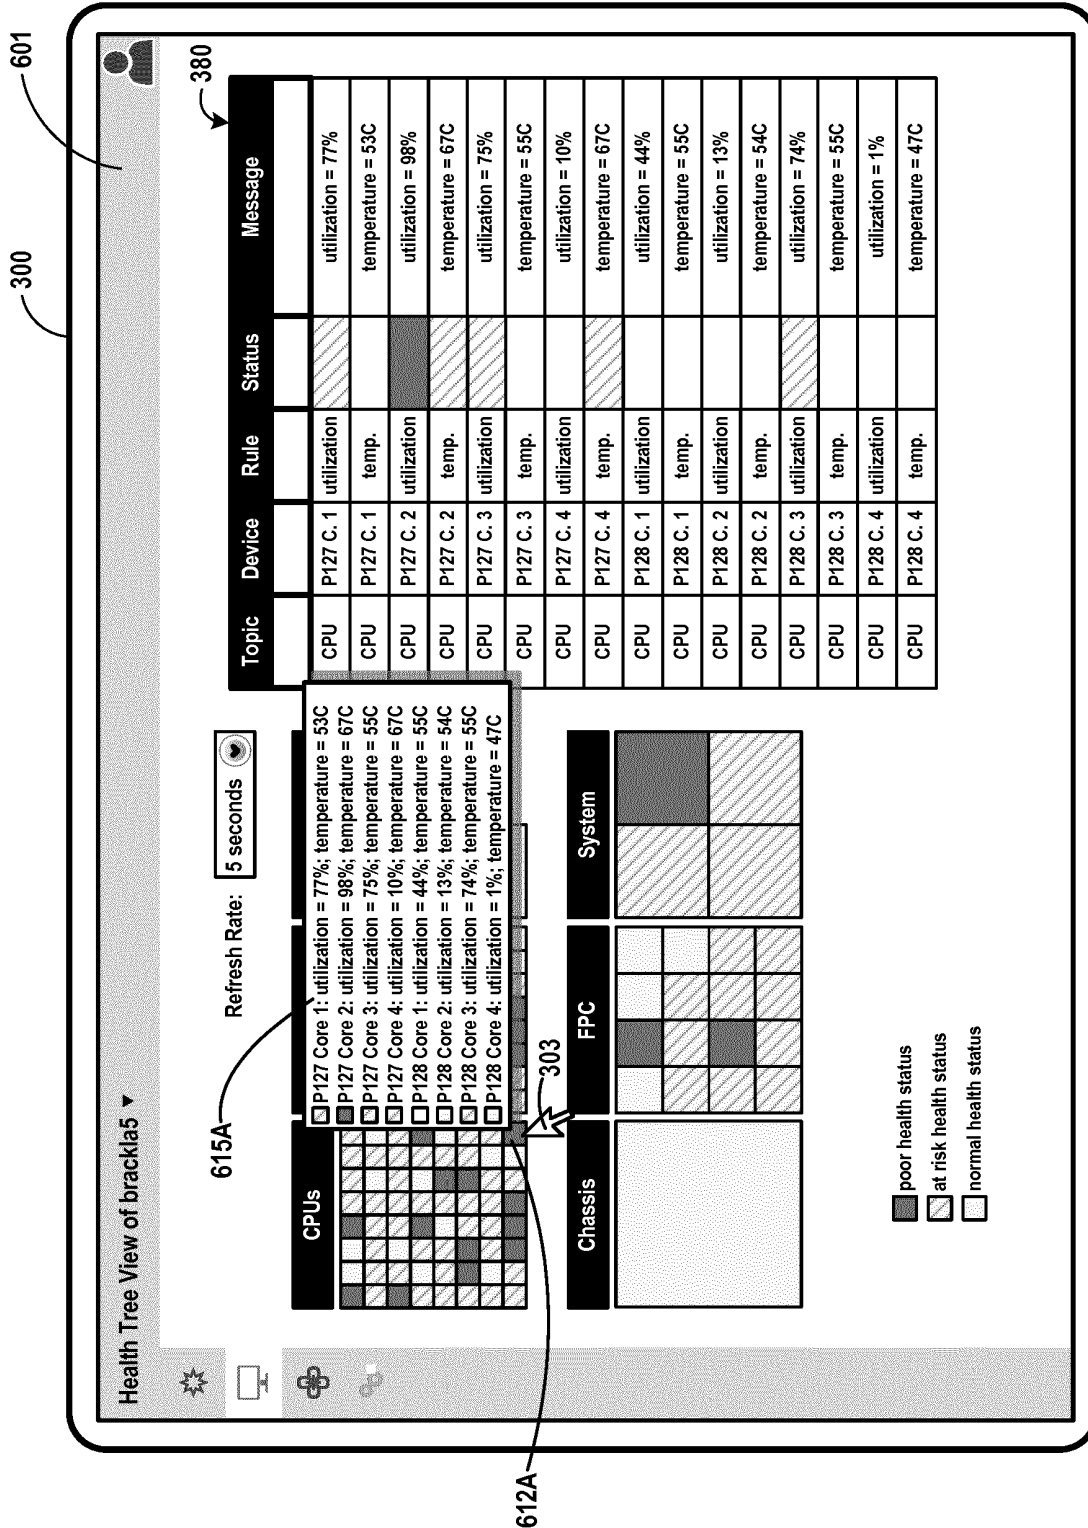 300
601
Health Tree View of brackla5 ▼
Refresh Rate: 5 seconds
380
615A
CPUs
P127 Core 1: utilization = 77%; temperature = 53C
P127 Core 2: utilization = 98%; temperature = 67C
P127 Core 3: utilization = 75%; temperature = 55C
P127 Core 4: utilization = 10%; temperature = 67C
P128 Core 1: utilization = 44%; temperature = 55C
P128 Core 2: utilization = 13%; temperature = 54C
P128 Core 3: utilization = 74%; temperature = 55C
P128 Core 4: utilization = 1%; temperature = 47C
303
612A
Chassis
FPC
System
poor health status
at risk health status
normal health status
Topic Device Rule Status Message
CPU P127 C. 1 utilization utilization = 77%
CPU P127 C. 1 temp. temperature = 53C
CPU P127 C. 2 utilization utilization = 98%
CPU P127 C. 2 temp. temperature = 67C
CPU P127 C. 3 utilization utilization = 75%
CPU P127 C. 3 temp. temperature = 55C
CPU P127 C. 4 utilization utilization = 10%
CPU P127 C. 4 temp. temperature = 67C
CPU P128 C. 1 utilization utilization = 44%
CPU P128 C. 1 temp. temperature = 55C
CPU P128 C. 2 utilization utilization = 13%
CPU P128 C. 2 temp. temperature = 54C
CPU P128 C. 3 utilization utilization = 74%
CPU P128 C. 3 temp. temperature = 55C
CPU P128 C. 4 utilization utilization = 1%
CPU P128 C. 4 temp. temperature = 47C